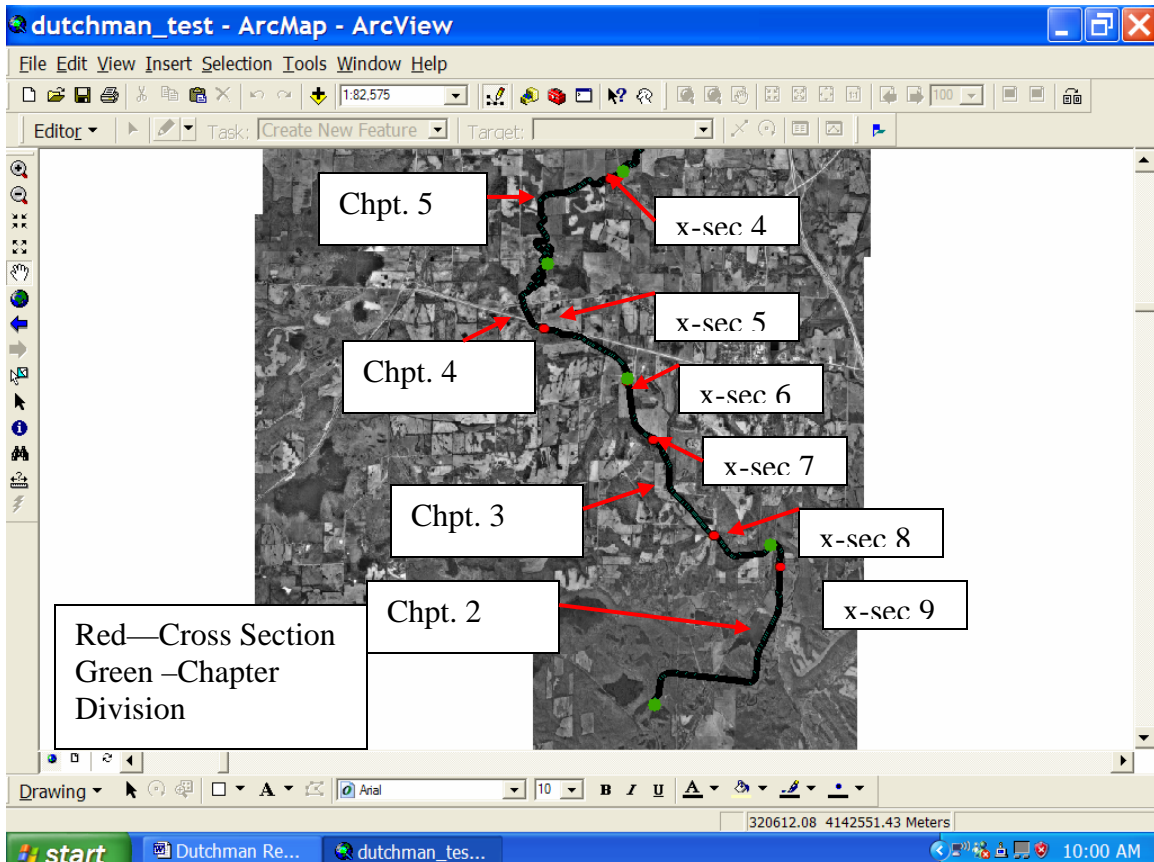 dutchman_test - ArcMap - ArcView
File Edit View Insert Selection Tools Window Help
1:82,575
100
Editor Task: Create New Feature Target:
Chpt. 5
x-sec 4
x-sec 5
Chpt. 4
x-sec 6
x-sec 7
Chpt. 3
x-sec 8
Chpt. 2
x-sec 9
Red—Cross Section
Green –Chapter
Division
Drawing A Arial 10 B I U A
320612.08 4142551.43 Meters
start Dutchman Re... dutchman_tes... 10:00 AM